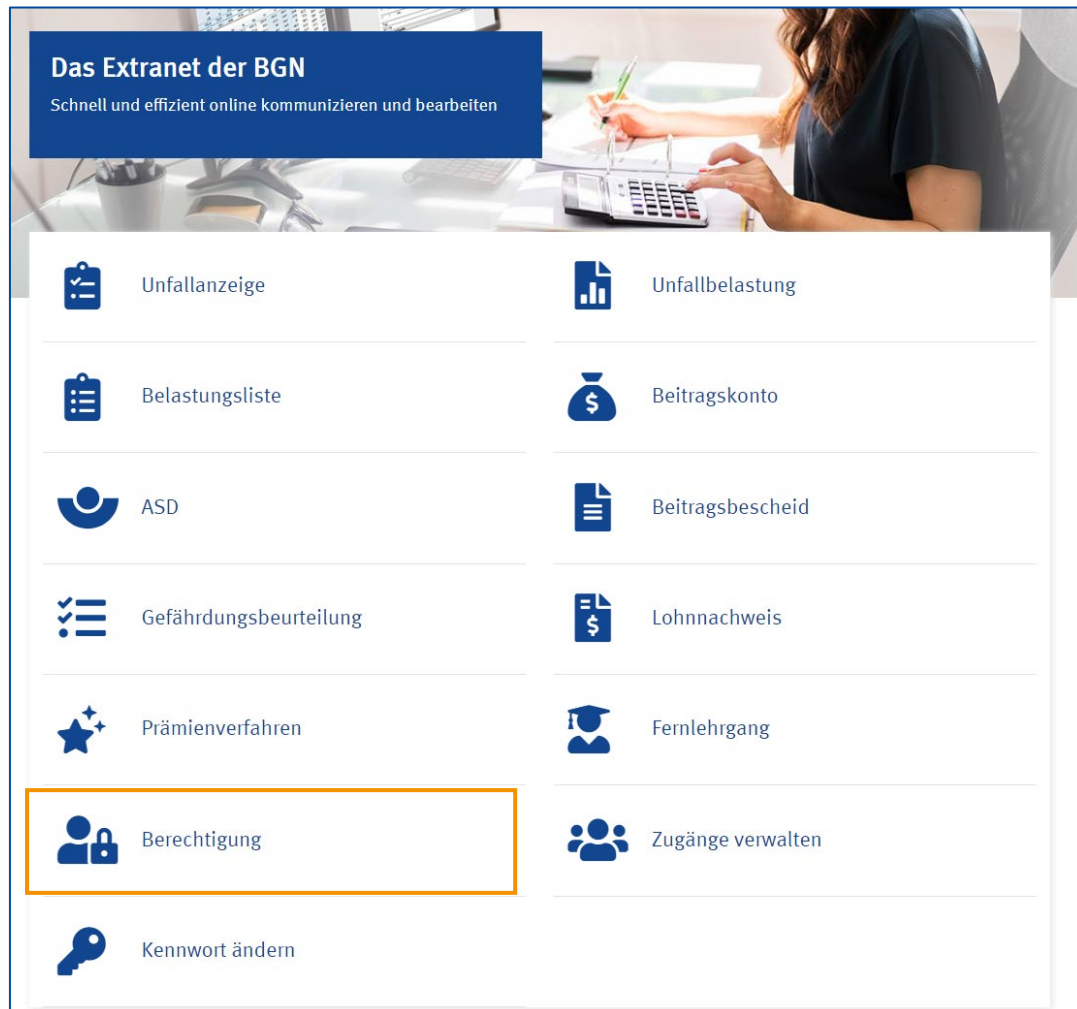 Das Extranet der BGN
Schnell und effizient online kommunizieren und bearbeiten
Unfallanzeige
Unfallbelastung
Belastungsliste
Beitragskonto
ASD
Beitragsbescheid
Gefährdungsbeurteilung
Lohnnachweis
Prämienverfahren
Fernlehrgang
Berechtigung
Zugänge verwalten
Kennwort ändern